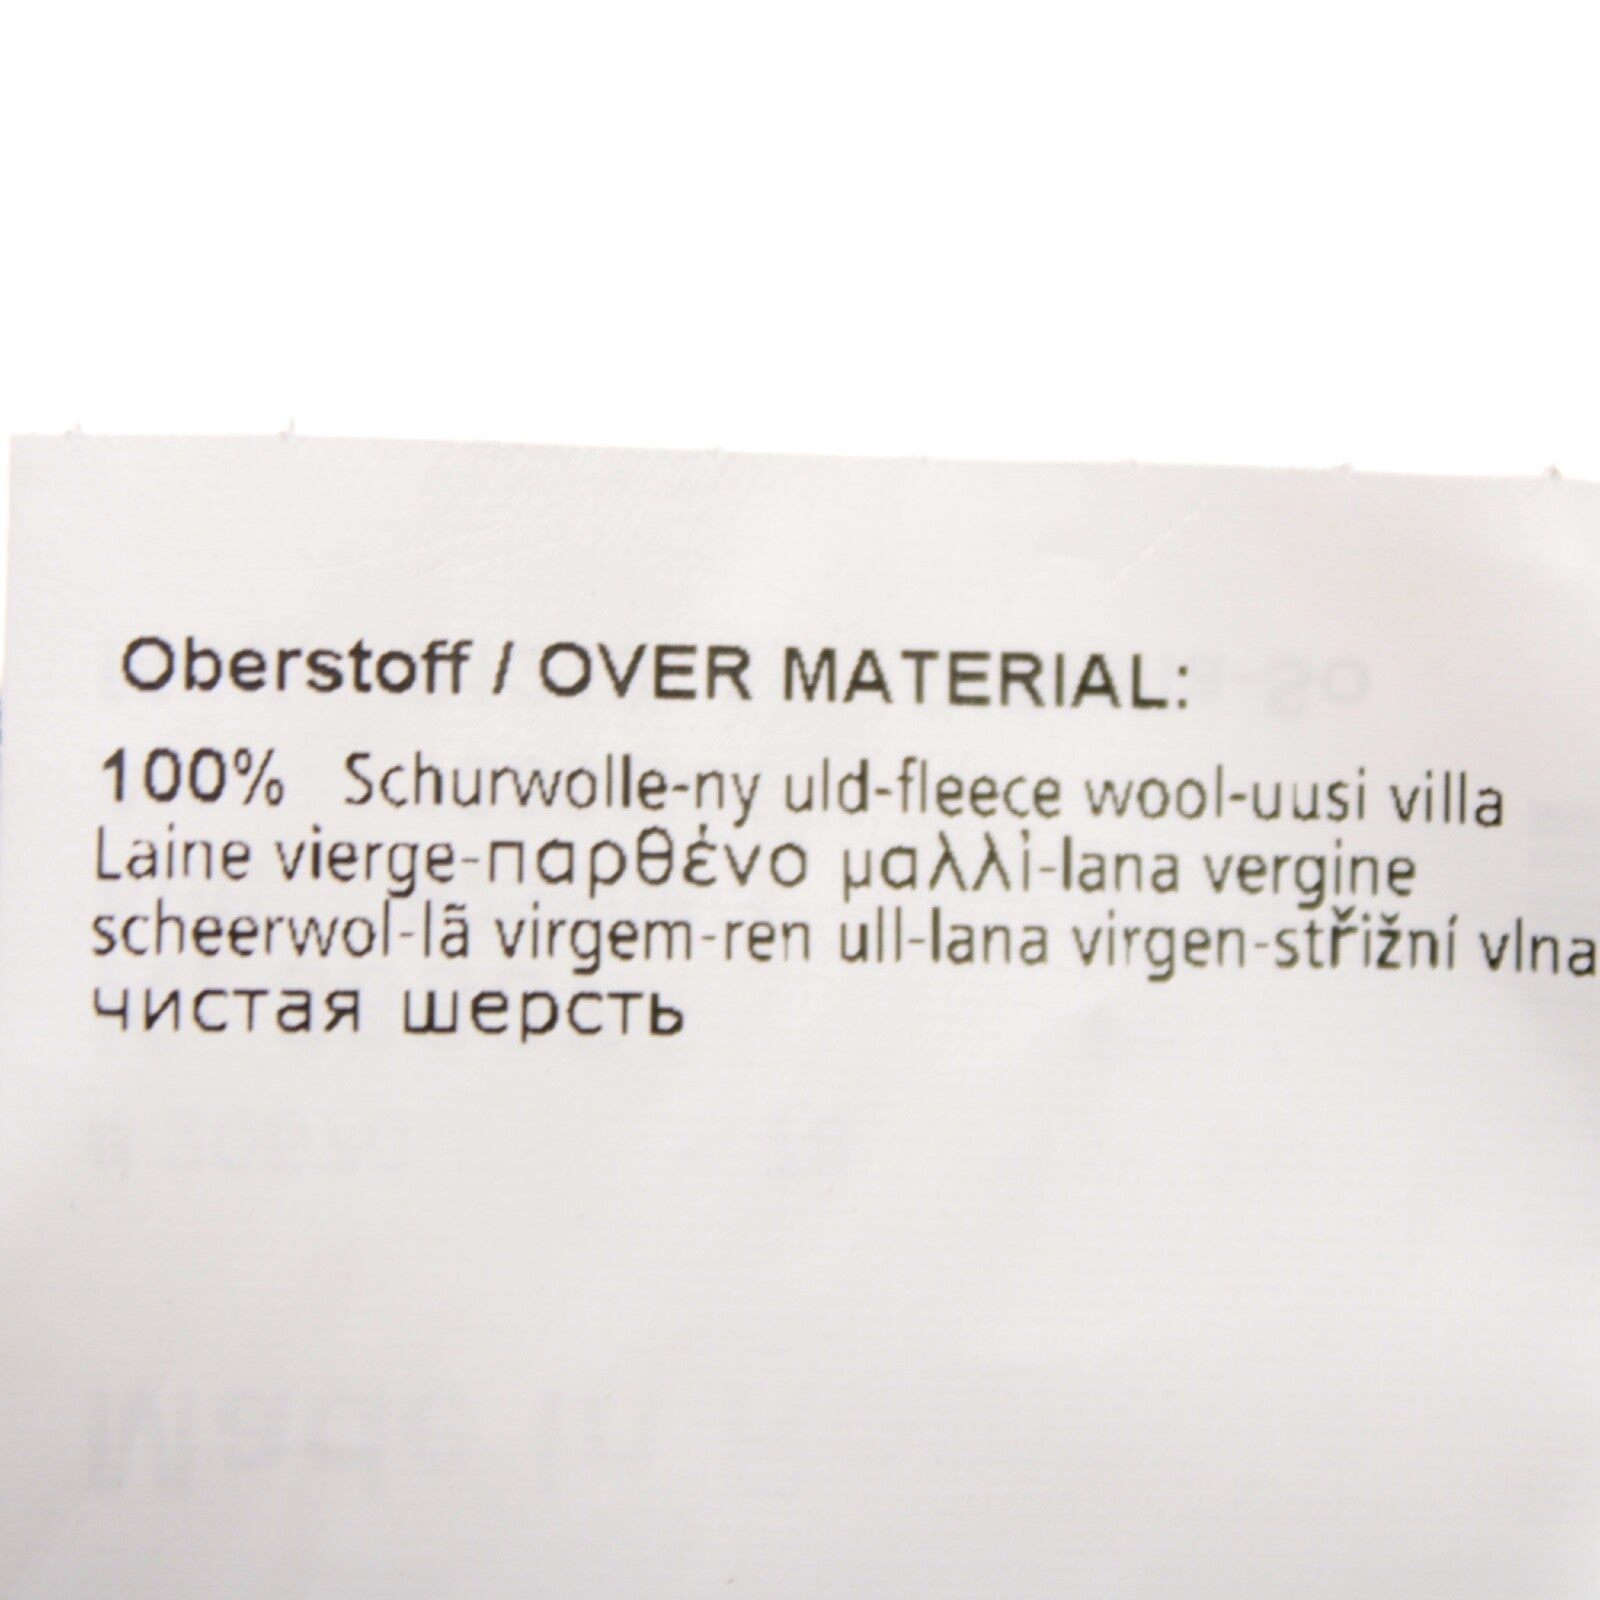 Oberstoff / OVER MATERIAL:
100% Schurwolle-ny uld-fleece wool-uusi villa
Laine vierge-παρθένο μαλλί-lana vergine
scheerwol-lã virgem-ren ull-lana virgen-střižní vlna
чистая шерсть